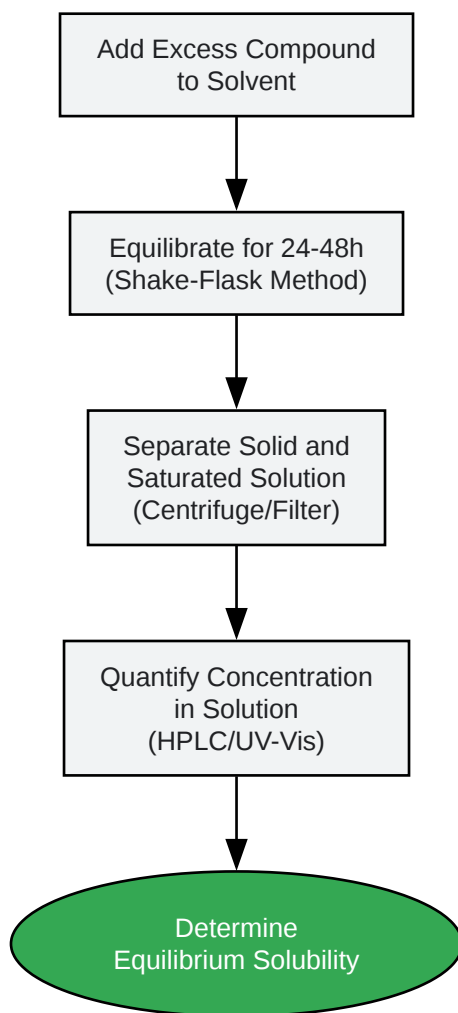 Add Excess Compound
to Solvent
Equilibrate for 24-48h
(Shake-Flask Method)
Separate Solid and
Saturated Solution
(Centrifuge/Filter)
Quantify Concentration
in Solution
(HPLC/UV-Vis)
Determine
Equilibrium Solubility